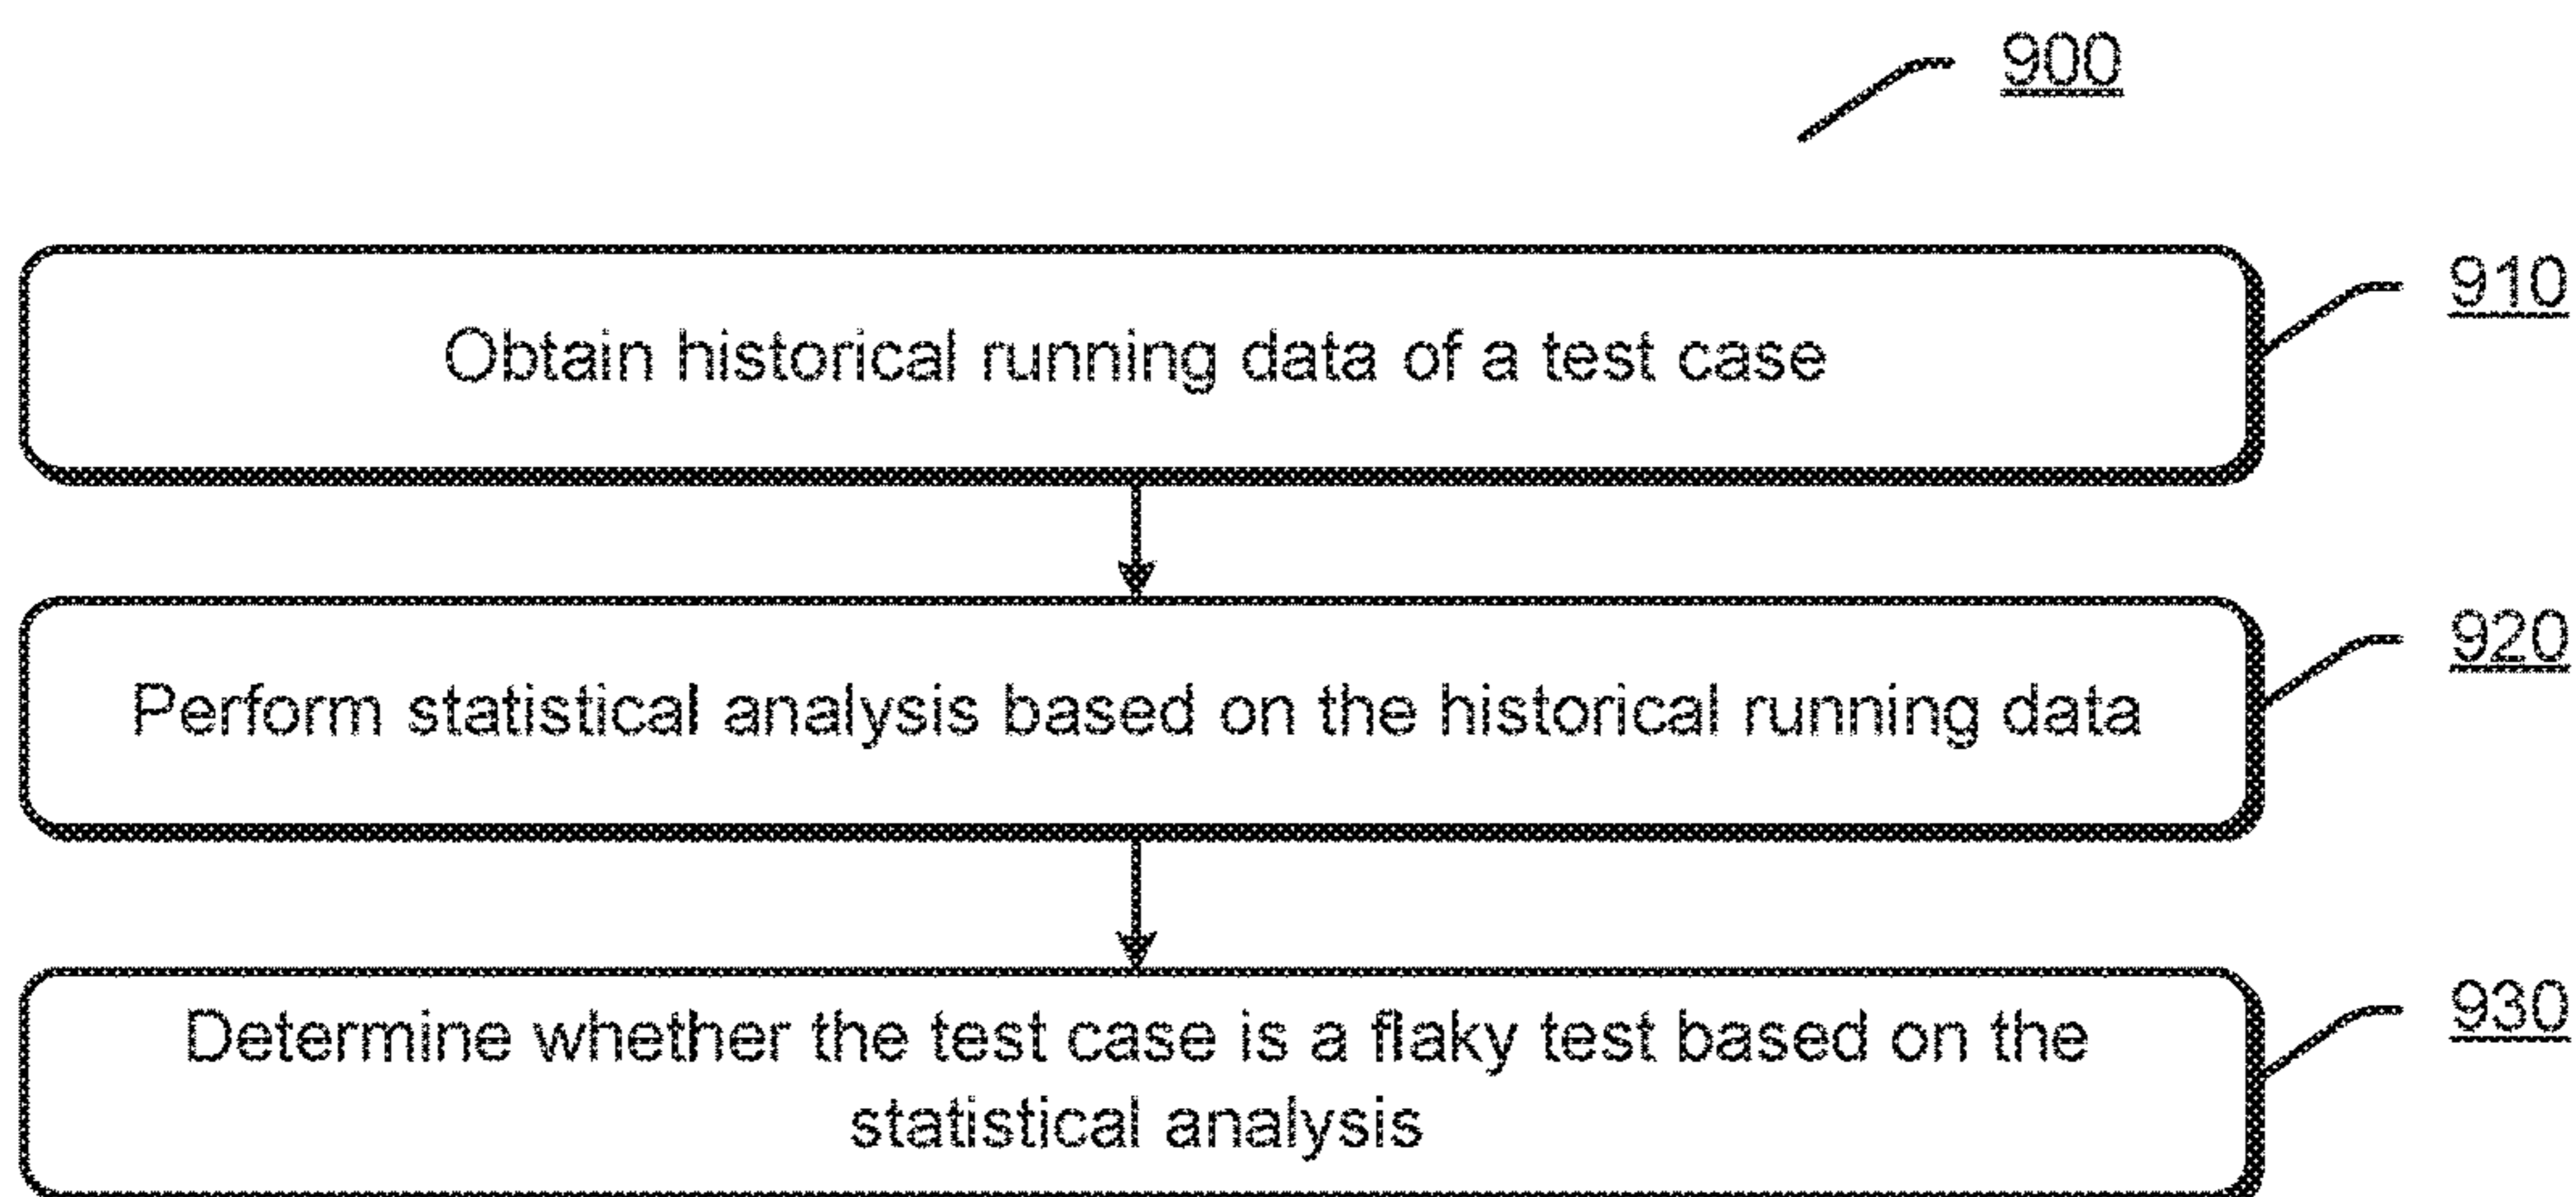 900
Obtain historical running data of a test case
910
Perform statistical analysis based on the historical running data
920
Determine whether the test case is a flaky test based on the
statistical analysis
930